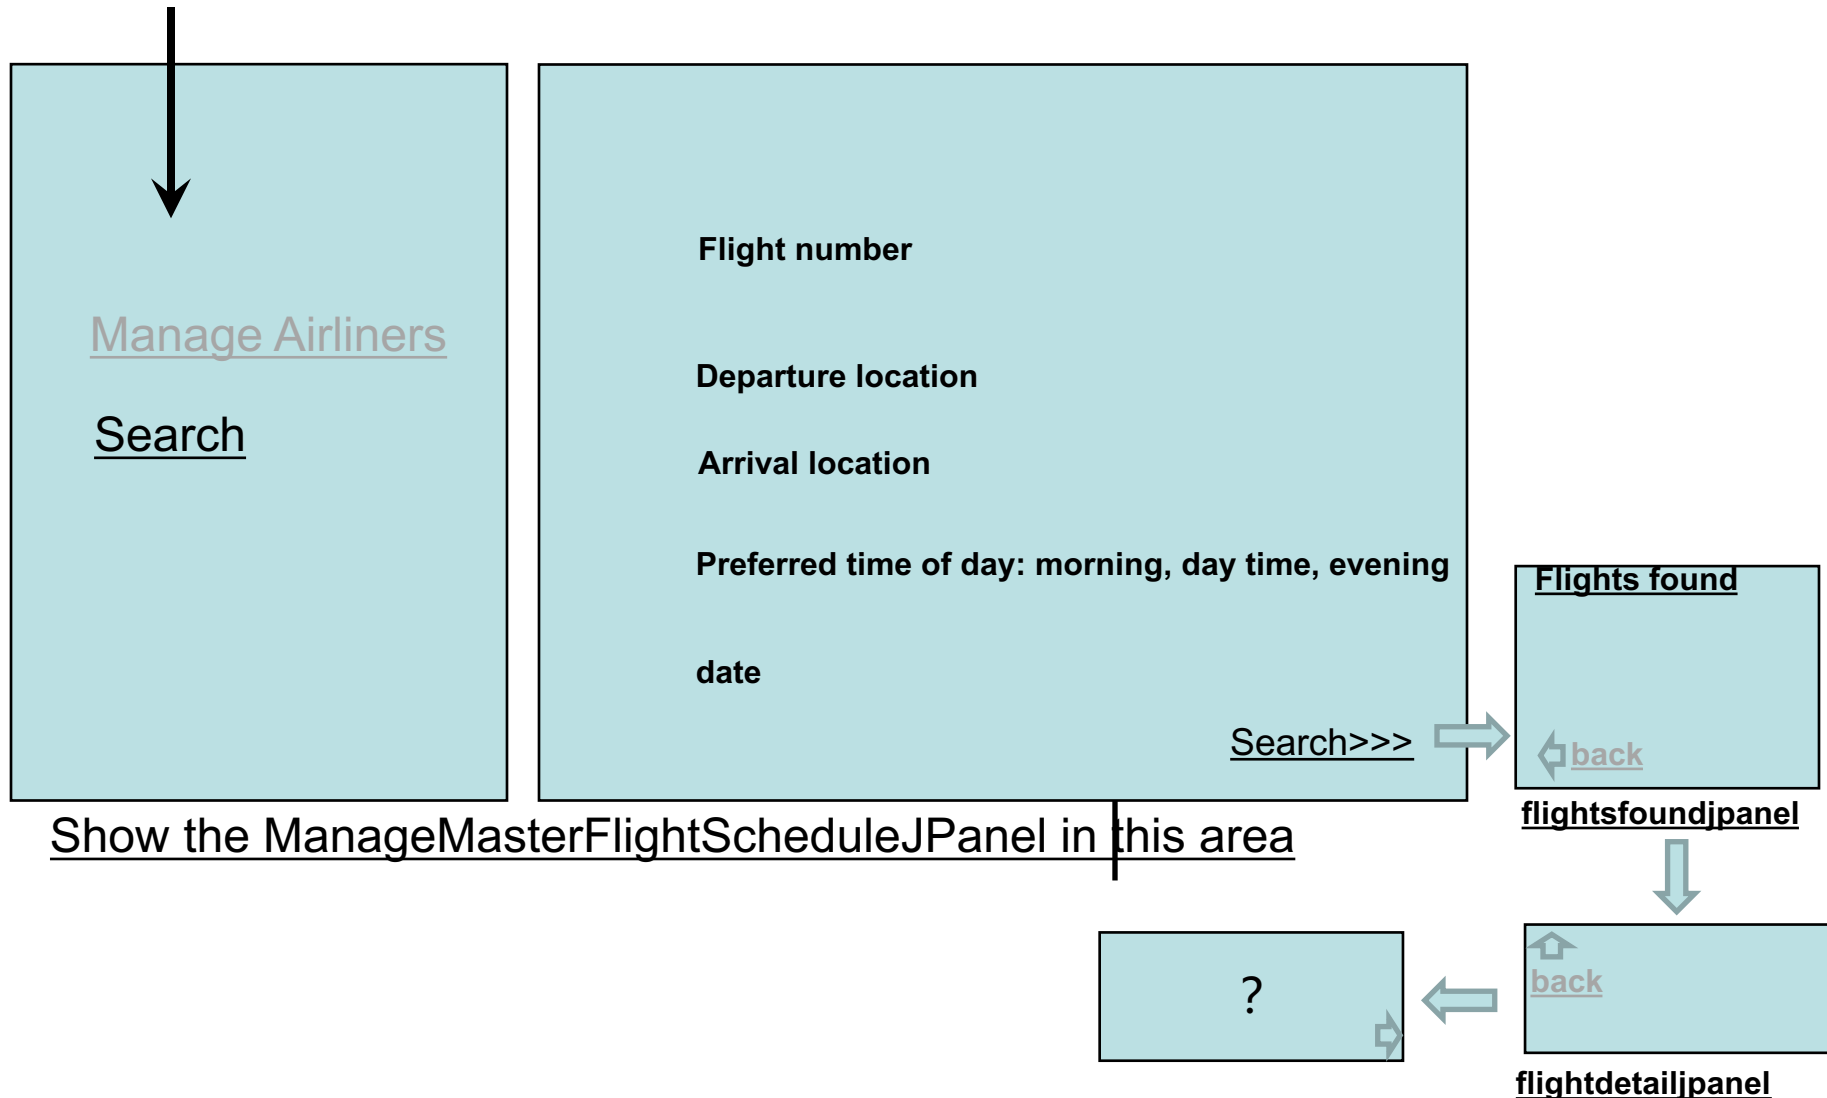 Manage Airliners
Search
Flight number
Departure location
Arrival location
Preferred time of day: morning, day time, evening
date
Search>>>
Show the ManageMasterFlightScheduleJPanel in this area
Flights found
back
flightsfoundjpanel
back
flightdetailjpanel
?